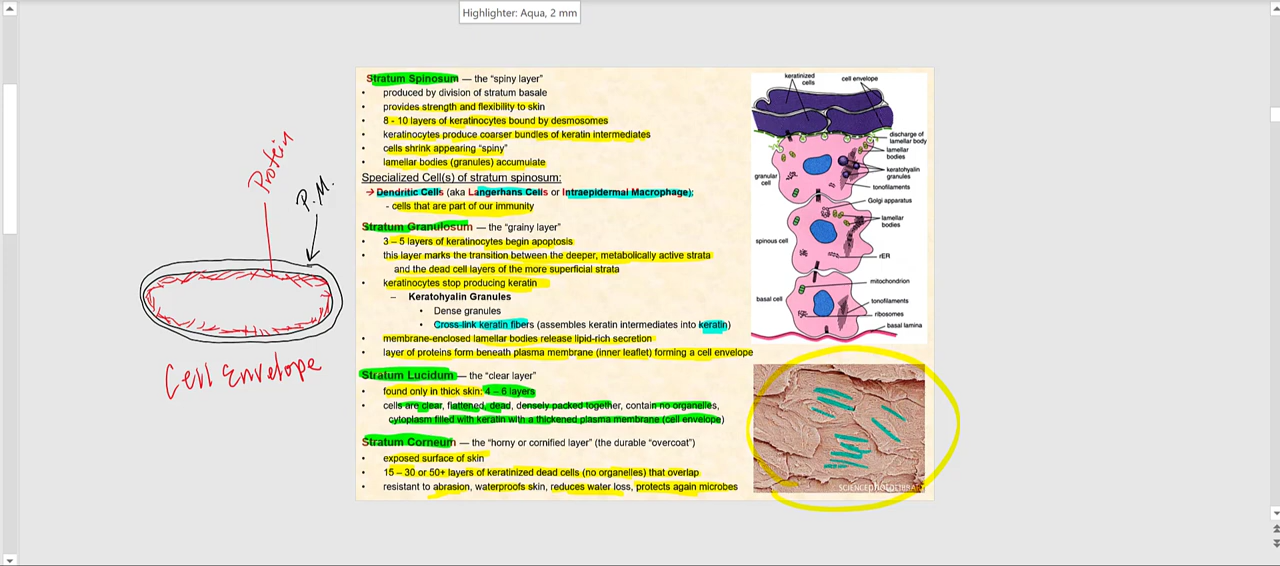 Highlighter: Aqua, 2 mm
Stratum Spinosum — the "spiny layer"
• produced by division of stratum basale
• provides strength and flexibility to skin
• 8 - 10 layers of keratinocytes bound by desmosomes
• keratinocytes produce coarser bundles of keratin intermediates
• cells shrink appearing "spiny"
• lamellar bodies (granules) accumulate
Specialized Cell(s) of stratum spinosum:
→ Dendritic Cells (aka Langerhans Cells or Intraepidermal Macrophage):
- cells that are part of our immunity
Stratum Granulosum — the "grainy layer"
• 3 – 5 layers of keratinocytes begin apoptosis
• this layer marks the transition between the deeper, metabolically active strata
and the dead cell layers of the more superficial strata
• keratinocytes stop producing keratin
– Keratohyalin Granules
• Dense granules
• Cross-link keratin fibers (assembles keratin intermediates into keratin)
• membrane-enclosed lamellar bodies release lipid-rich secretion
• layer of proteins form beneath plasma membrane (inner leaflet) forming a cell envelope
Stratum Lucidum — the "clear layer"
• found only in thick skin: 4 – 6 layers
• cells are clear, flattened, dead, densely packed together, contain no organelles,
cytoplasm filled with keratin with a thickened plasma membrane (cell envelope)
Stratum Corneum — the "horny or cornified layer" (the durable "overcoat")
• exposed surface of skin
• 15 – 30 or 50+ layers of keratinized dead cells (no organelles) that overlap
• resistant to abrasion, waterproofs skin, reduces water loss, protects again microbes
Protein
P.M.
Cell Envelope
keratinized
cells
cell envelope
discharge of
lamellar body
lamellar
bodies
keratohyalin
granules
granular
cell
tonofilaments
Golgi apparatus
lamellar
bodies
spinous cell
rER
mitochondrion
basal cell
tonofilaments
ribosomes
basal lamina
SCIENCEphotoLIBRARY